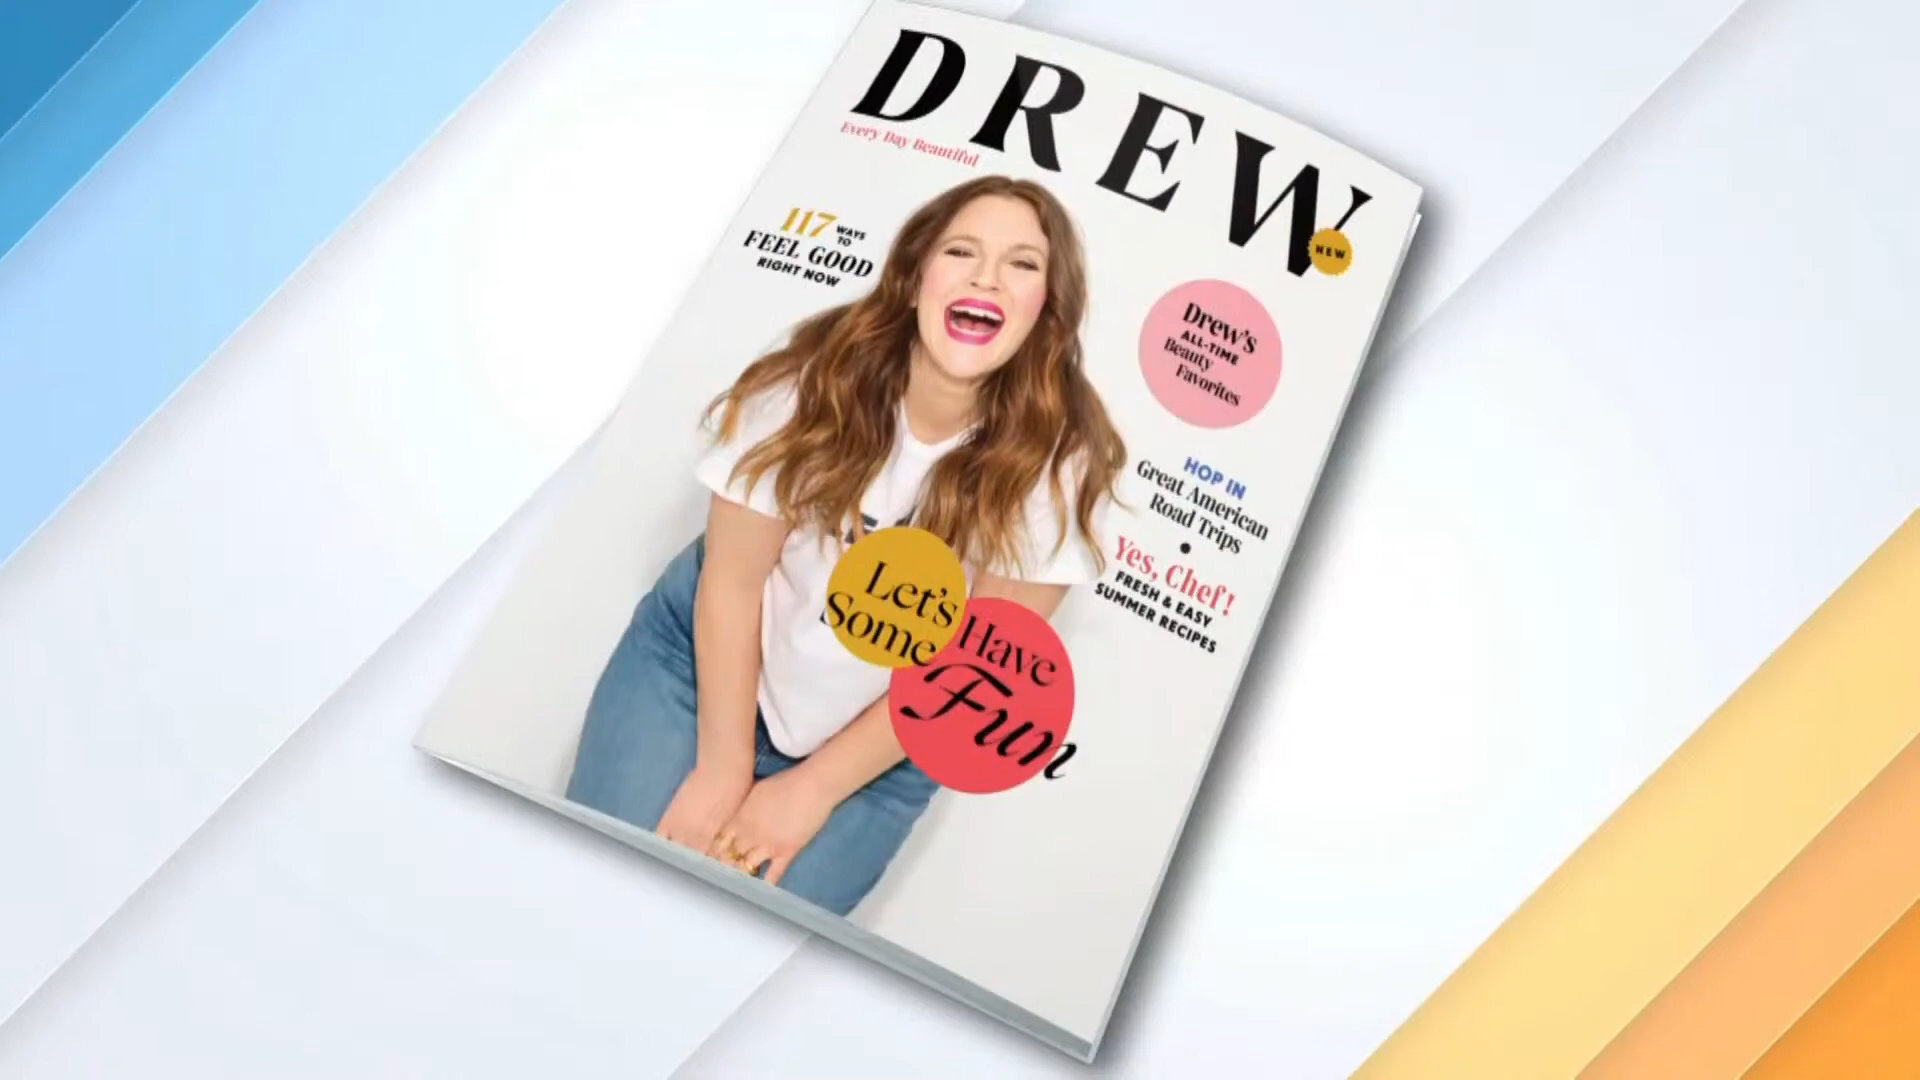 DREW
Every Day Beautiful
NEW
117 WAYS
TO
FEEL GOOD
RIGHT NOW
Drew's
ALL-TIME
Beauty
Favorites
HOP IN
Great American
Road Trips
Yes, Chef!
FRESH & EASY
SUMMER RECIPES
Let's Have
Some Fun